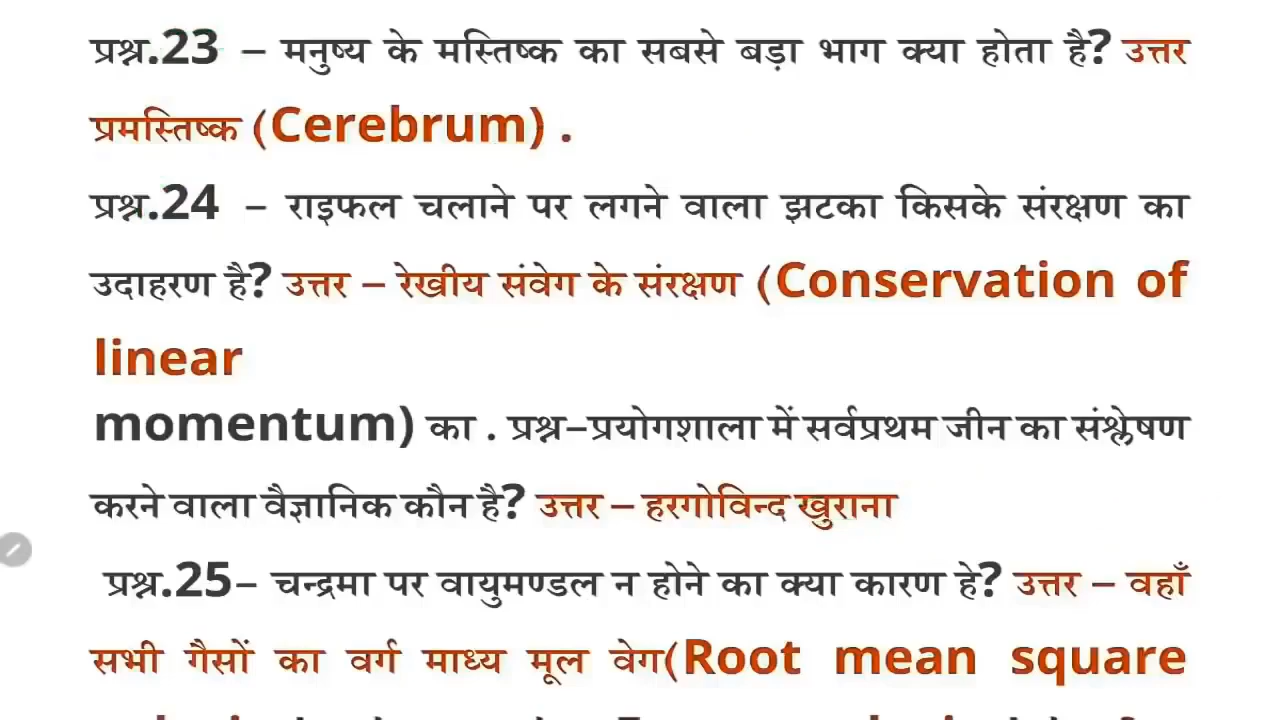 प्रश्न.23 – मनुष्य के मस्तिष्क का सबसे बड़ा भाग क्या होता है? उत्तर
प्रमस्तिष्क (Cerebrum) .
प्रश्न.24 – राइफल चलाने पर लगने वाला झटका किसके संरक्षण का
उदाहरण है? उत्तर – रेखीय संवेग के संरक्षण (Conservation of
linear
momentum) का . प्रश्न–प्रयोगशाला में सर्वप्रथम जीन का संश्लेषण
करने वाला वैज्ञानिक कौन है? उत्तर – हरगोविन्द खुराना
प्रश्न.25– चन्द्रमा पर वायुमण्डल न होने का क्या कारण हे? उत्तर – वहाँ
सभी गैसों का वर्ग माध्य मूल वेग(Root mean square